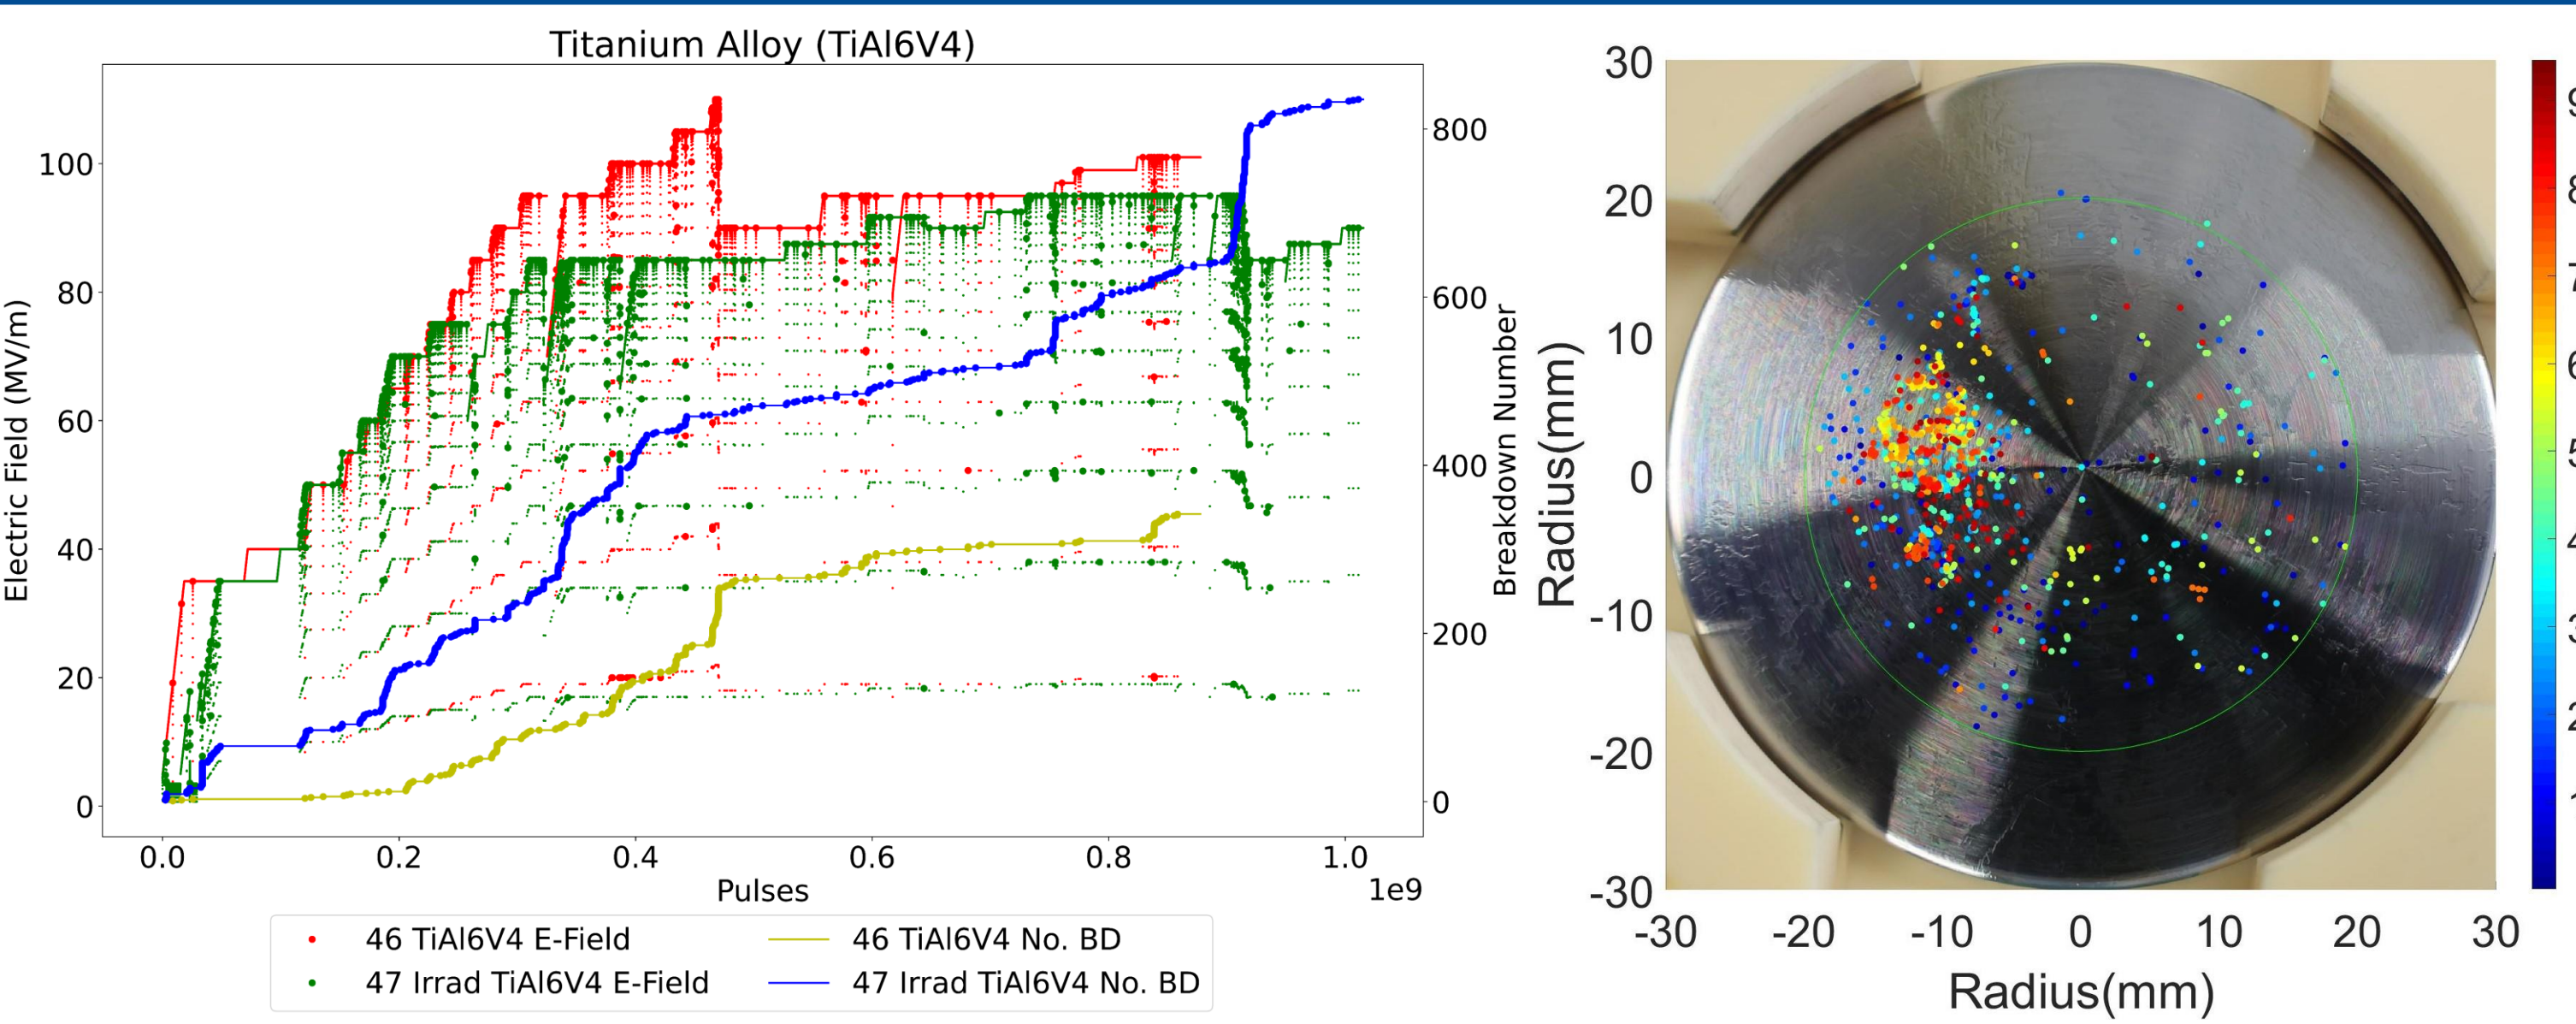 Titanium Alloy (TiAl6V4)
Electric Field (MV/m)
100
80
60
40
20
0
800
600
400
200
0
Breakdown Number
0.0 0.2 0.4 0.6 0.8 1.0
Pulses
1e9
46 TiAl6V4 E-Field
46 TiAl6V4 No. BD
47 Irrad TiAl6V4 E-Field
47 Irrad TiAl6V4 No. BD
Radius(mm)
30
20
10
0
-10
-20
-30
-30 -20 -10 0 10 20 30
Radius(mm)